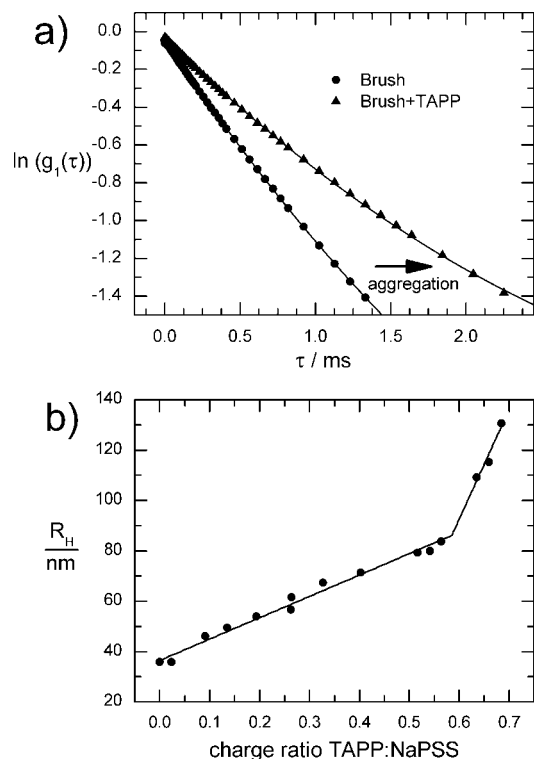 a)
0.0
-0.2
-0.4
-0.6
-0.8
-1.0
-1.2
-1.4
ln (g₁(τ))
Brush
Brush+TAPP
aggregation
0.0 0.5 1.0 1.5 2.0
τ / ms
b)
140
120
100
80
60
40
20
R_H
nm
0.0 0.1 0.2 0.3 0.4 0.5 0.6 0.7
charge ratio TAPP:NaPSS